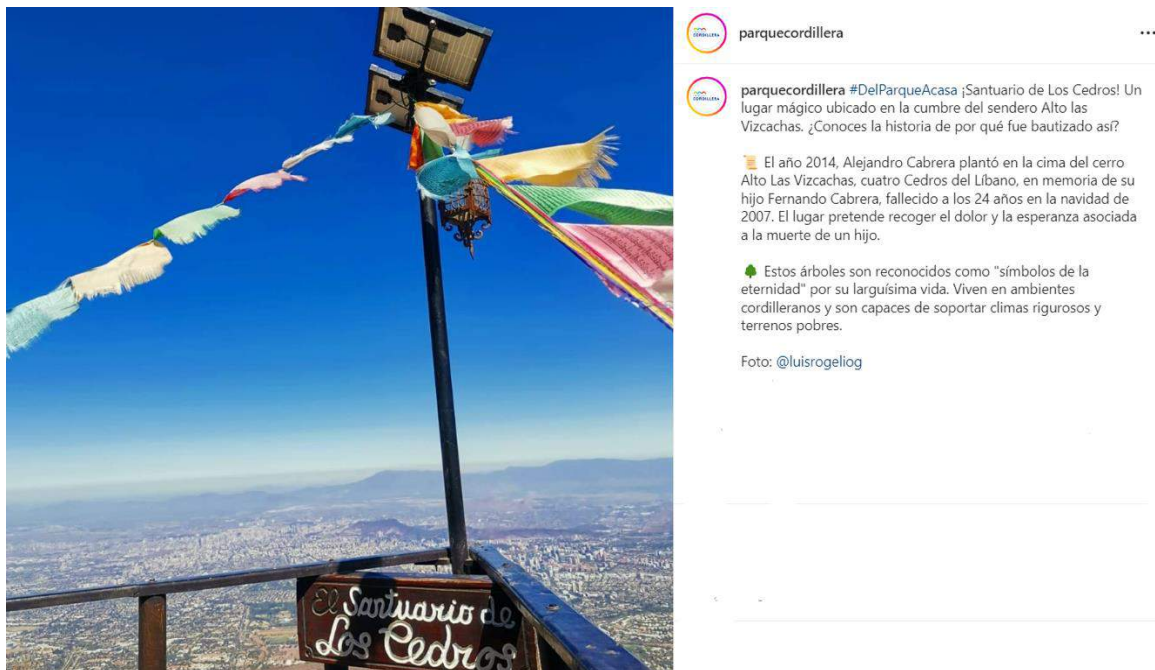 El Santuario de
Los Cedros
CORDILLERA
parquecordillera
CORDILLERA
parquecordillera #DelParqueAcasa ¡Santuario de Los Cedros! Un
lugar mágico ubicado en la cumbre del sendero Alto las
Vizcachas. ¿Conoces la historia de por qué fue bautizado así?
📜 El año 2014, Alejandro Cabrera plantó en la cima del cerro
Alto Las Vizcachas, cuatro Cedros del Líbano, en memoria de su
hijo Fernando Cabrera, fallecido a los 24 años en la navidad de
2007. El lugar pretende recoger el dolor y la esperanza asociada
a la muerte de un hijo.
🌳 Estos árboles son reconocidos como "símbolos de la
eternidad" por su larguísima vida. Viven en ambientes
cordilleranos y son capaces de soportar climas rigurosos y
terrenos pobres.
Foto: @luisrogeliog